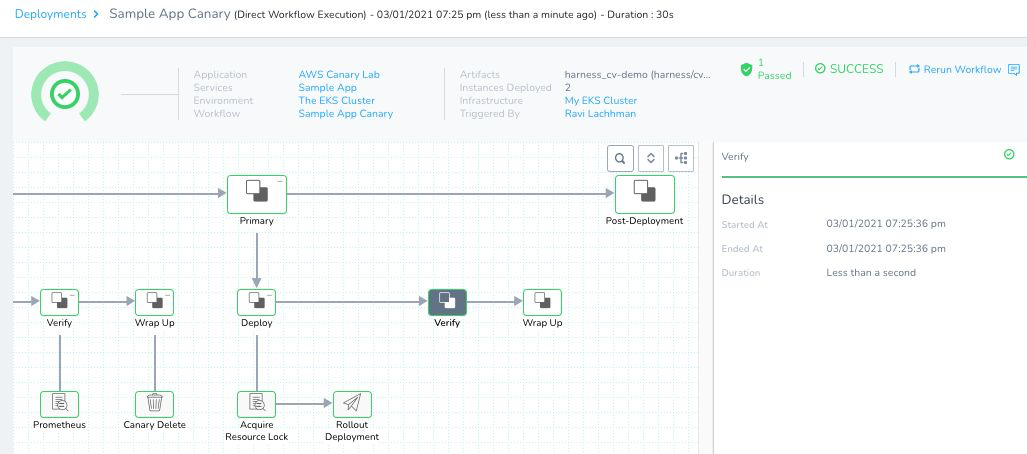 Deployments > Sample App Canary (Direct Workflow Execution) - 03/01/2021 07:25 pm (less than a minute ago) - Duration : 30s
Application AWS Canary Lab
Services Sample App
Environment The EKS Cluster
Workflow Sample App Canary
Artifacts harness_cv-demo (harness/cv...
Instances Deployed 2
Infrastructure My EKS Cluster
Triggered By Ravi Lachhman
1 Passed
SUCCESS
Rerun Workflow
Primary
Post-Deployment
Verify
Wrap Up
Deploy
Verify
Wrap Up
Prometheus
Canary Delete
Acquire
Resource Lock
Rollout
Deployment
Verify
Details
Started At 03/01/2021 07:25:36 pm
Ended At 03/01/2021 07:25:36 pm
Duration Less than a second